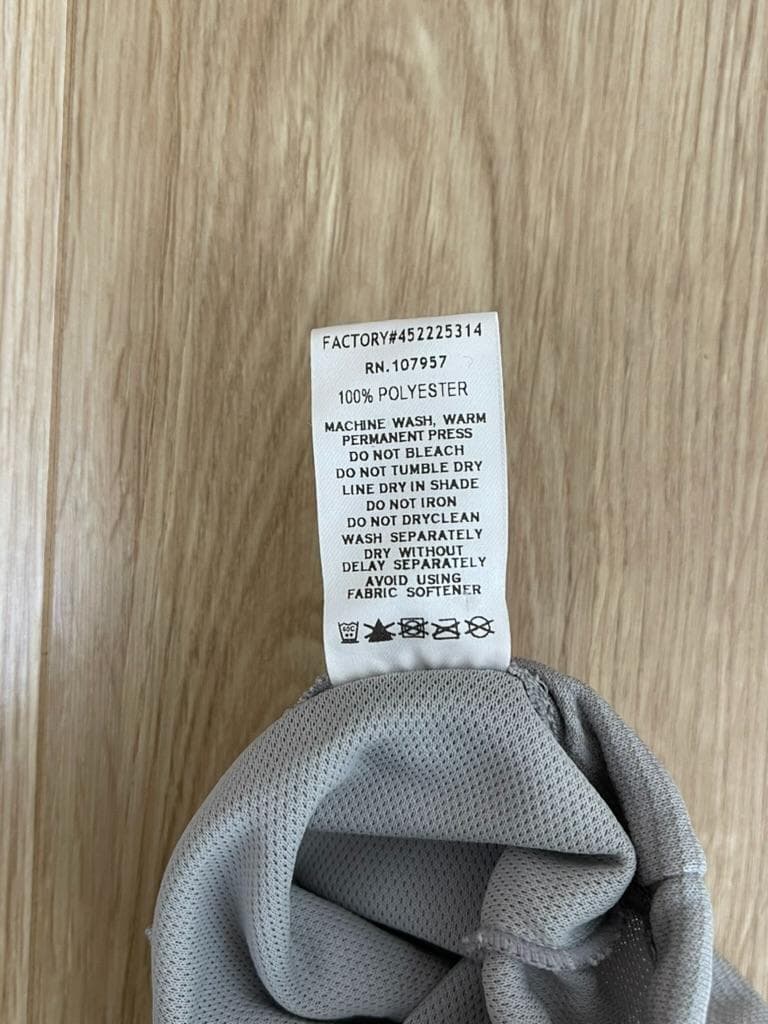 FACTORY#452225314
RN.107957
100% POLYESTER
MACHINE WASH, WARM
PERMANENT PRESS
DO NOT BLEACH
DO NOT TUMBLE DRY
LINE DRY IN SHADE
DO NOT IRON
DO NOT DRYCLEAN
WASH SEPARATELY
DRY WITHOUT
DELAY SEPARATELY
AVOID USING
FABRIC SOFTENER
60C